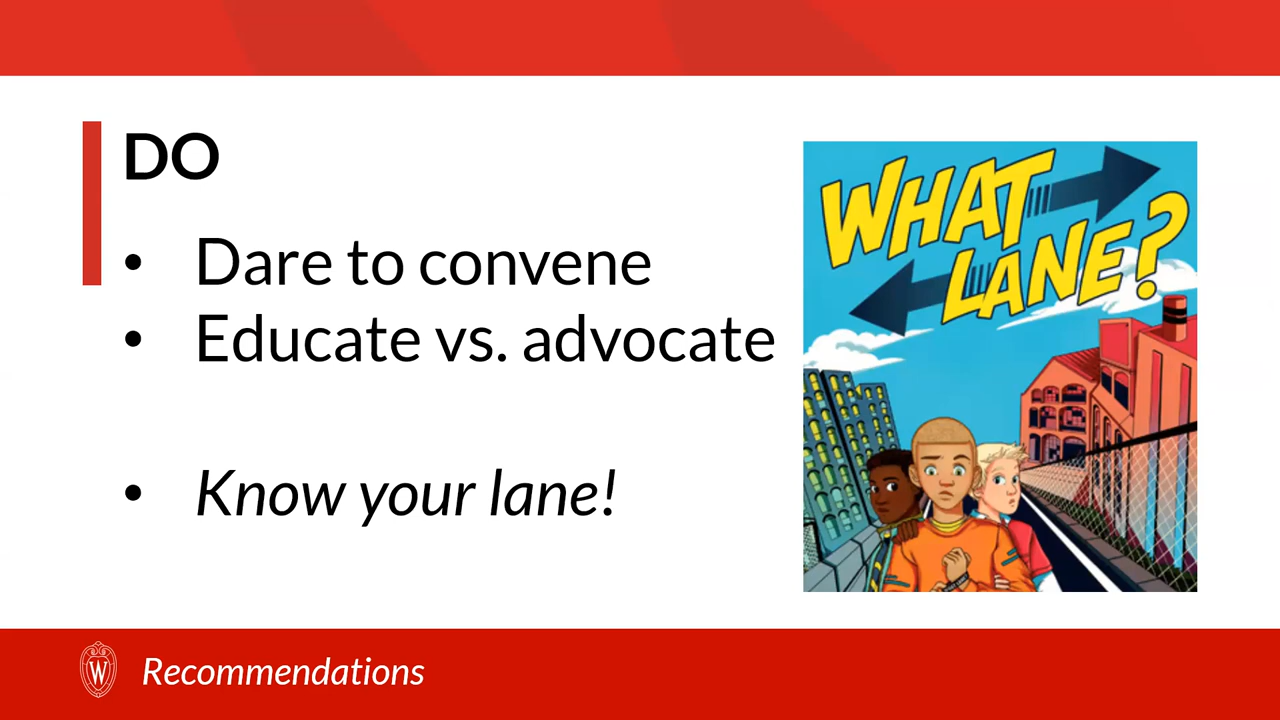 DO
• Dare to convene
• Educate vs. advocate
• Know your lane!
WHAT
LANE?
W
Recommendations